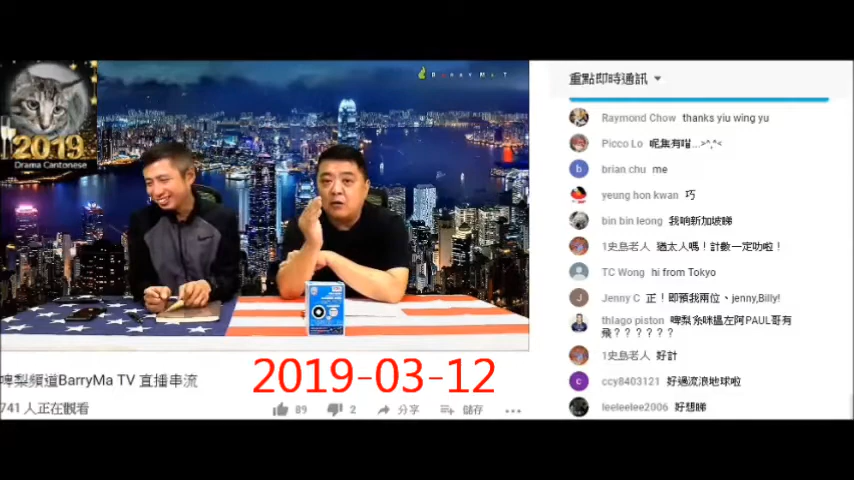 2019
Drama Cantonese
BARRY MA T
啤梨頻道BarryMa TV 直播串流
741 人正在觀看
2019-03-12
89
2
分享
儲存
重點即時通訊
Raymond Chow thanks yiu wing yu
Picco Lo 呢集有咁...>^,^<
b
brian chu me
yeung hon kwan 巧
bin bin leong 我响新加坡睇
1史島老人 猶太人嗎！計數一定叻啦！
TC Wong hi from Tokyo
J
Jenny C 正！即預我兩位、jenny,Billy!
thiago piston 啤梨糸咪搵左阿PAUL哥有
飛？？？？？？
1史島老人 好計
c
ccy8403121 好過流浪地球啦
leeleelee2006 好想睇